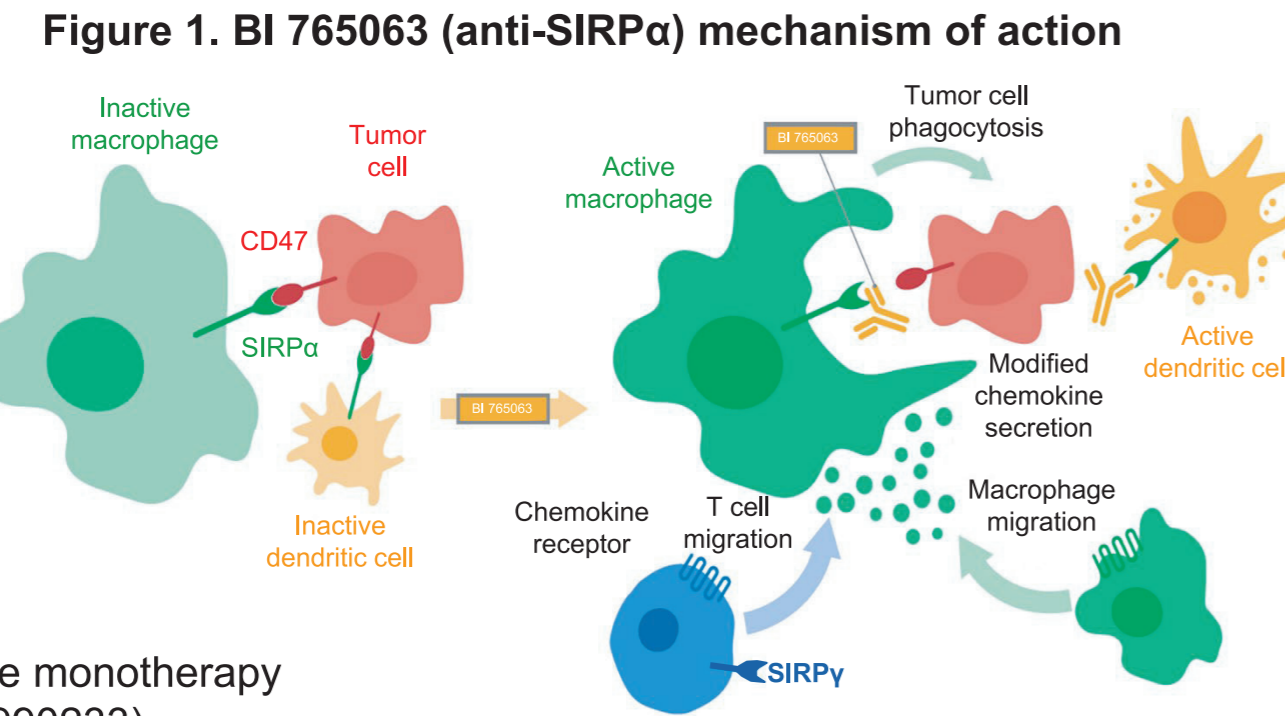 Figure 1. BI 765063 (anti-SIRPα) mechanism of action
Inactive
macrophage
Tumor
cell
CD47
SIRPα
Inactive
dendritic cell
BI 765063
Active
macrophage
BI 765063
Tumor cell
phagocytosis
Active
dendritic cel
Modified
chemokine
secretion
Macrophage
migration
T cell
migration
Chemokine
receptor
SIRPγ
e monotherapy